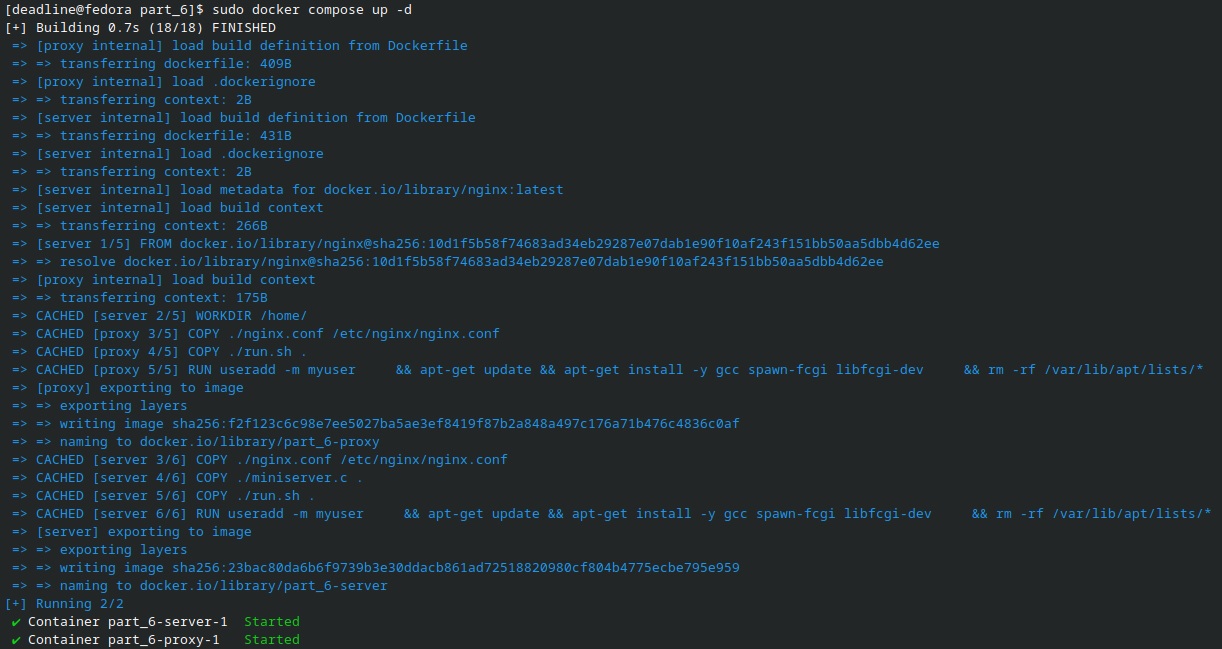 [deadline@fedora part_6]$ sudo docker compose up -d
[+] Building 0.7s (18/18) FINISHED
=> [proxy internal] load build definition from Dockerfile
=> => transferring dockerfile: 409B
=> [proxy internal] load .dockerignore
=> => transferring context: 2B
=> [server internal] load build definition from Dockerfile
=> => transferring dockerfile: 431B
=> [server internal] load .dockerignore
=> => transferring context: 2B
=> [server internal] load metadata for docker.io/library/nginx:latest
=> [server internal] load build context
=> => transferring context: 266B
=> [server 1/5] FROM docker.io/library/nginx@sha256:10d1f5b58f74683ad34eb29287e07dab1e90f10af243f151bb50aa5dbb4d62ee
=> => resolve docker.io/library/nginx@sha256:10d1f5b58f74683ad34eb29287e07dab1e90f10af243f151bb50aa5dbb4d62ee
=> [proxy internal] load build context
=> => transferring context: 175B
=> CACHED [server 2/5] WORKDIR /home/
=> CACHED [proxy 3/5] COPY ./nginx.conf /etc/nginx/nginx.conf
=> CACHED [proxy 4/5] COPY ./run.sh .
=> CACHED [proxy 5/5] RUN useradd -m myuser     && apt-get update && apt-get install -y gcc spawn-fcgi libfcgi-dev     && rm -rf /var/lib/apt/lists/*
=> [proxy] exporting to image
=> => exporting layers
=> => writing image sha256:f2f123c6c98e7ee5027ba5ae3ef8419f87b2a848a497c176a71b476c4836c0af
=> => naming to docker.io/library/part_6-proxy
=> CACHED [server 3/6] COPY ./nginx.conf /etc/nginx/nginx.conf
=> CACHED [server 4/6] COPY ./miniserver.c .
=> CACHED [server 5/6] COPY ./run.sh .
=> CACHED [server 6/6] RUN useradd -m myuser     && apt-get update && apt-get install -y gcc spawn-fcgi libfcgi-dev     && rm -rf /var/lib/apt/lists/*
=> [server] exporting to image
=> => exporting layers
=> => writing image sha256:23bac80da6b6f9739b3e30ddacb861ad72518820980cf804b4775ecbe795e959
=> => naming to docker.io/library/part_6-server
[+] Running 2/2
✔ Container part_6-server-1  Started
✔ Container part_6-proxy-1   Started